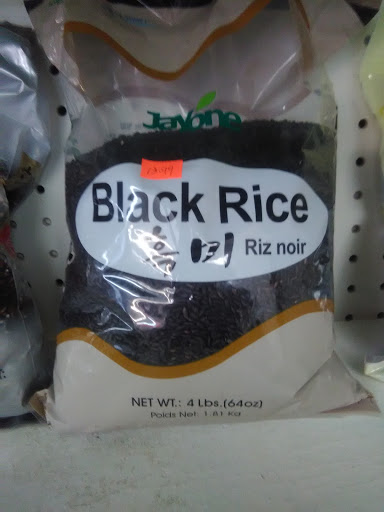 Jayone
Black Rice
흑미 Riz noir
NET WT.: 4 Lbs.(64oz)
Poids Net: 1.81 Kg